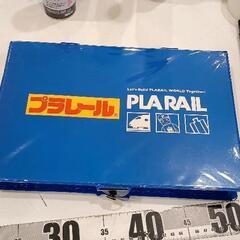 Let's Build PLARAIL WORLD Together!
プラレール
PLARAIL
30 40 50